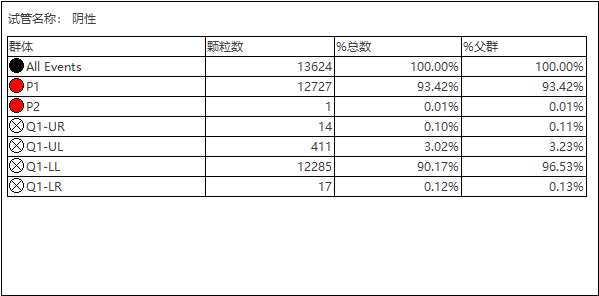 试管名称： 阴性
群体 颗粒数 %总数 %父群
All Events 13624 100.00% 100.00%
P1 12727 93.42% 93.42%
P2 1 0.01% 0.01%
Q1-UR 14 0.10% 0.11%
Q1-UL 411 3.02% 3.23%
Q1-LL 12285 90.17% 96.53%
Q1-LR 17 0.12% 0.13%